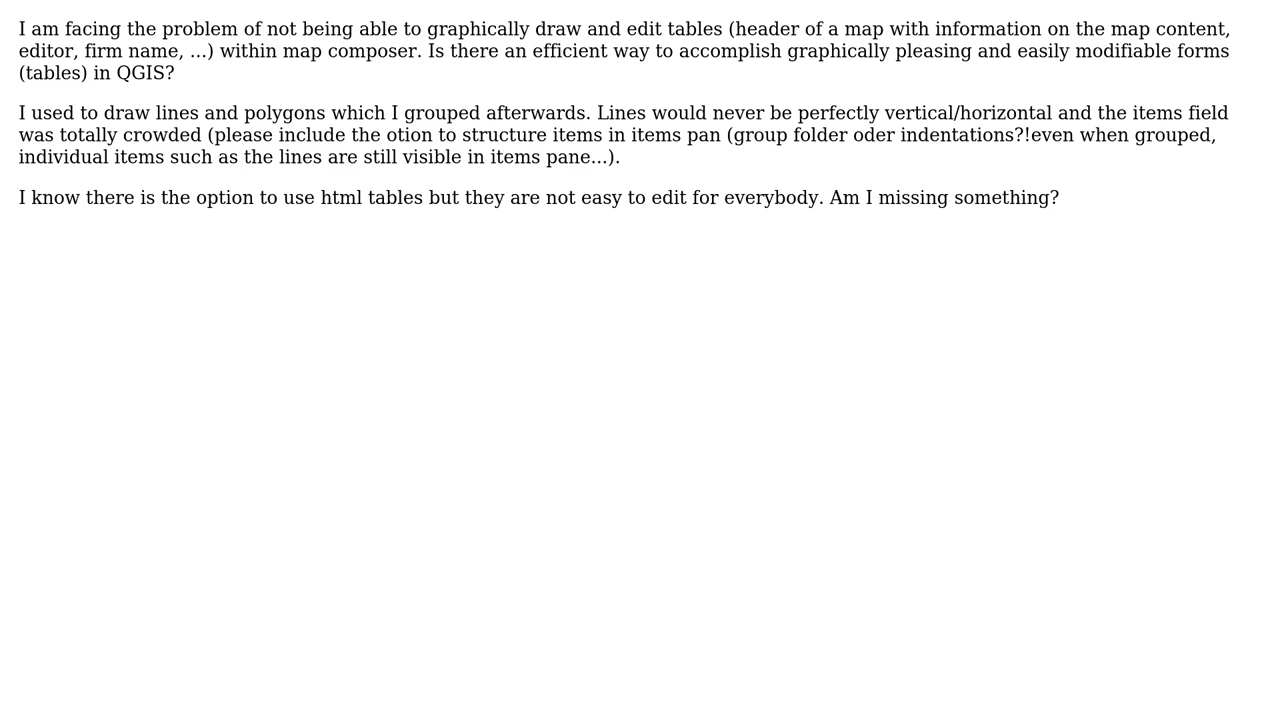 I am facing the problem of not being able to graphically draw and edit tables (header of a map with information on the map content,
editor, firm name, ...) within map composer. Is there an efficient way to accomplish graphically pleasing and easily modifiable forms
(tables) in QGIS?
I used to draw lines and polygons which I grouped afterwards. Lines would never be perfectly vertical/horizontal and the items field
was totally crowded (please include the otion to structure items in items pan (group folder oder indentations?!even when grouped,
individual items such as the lines are still visible in items pane...).
I know there is the option to use html tables but they are not easy to edit for everybody. Am I missing something?